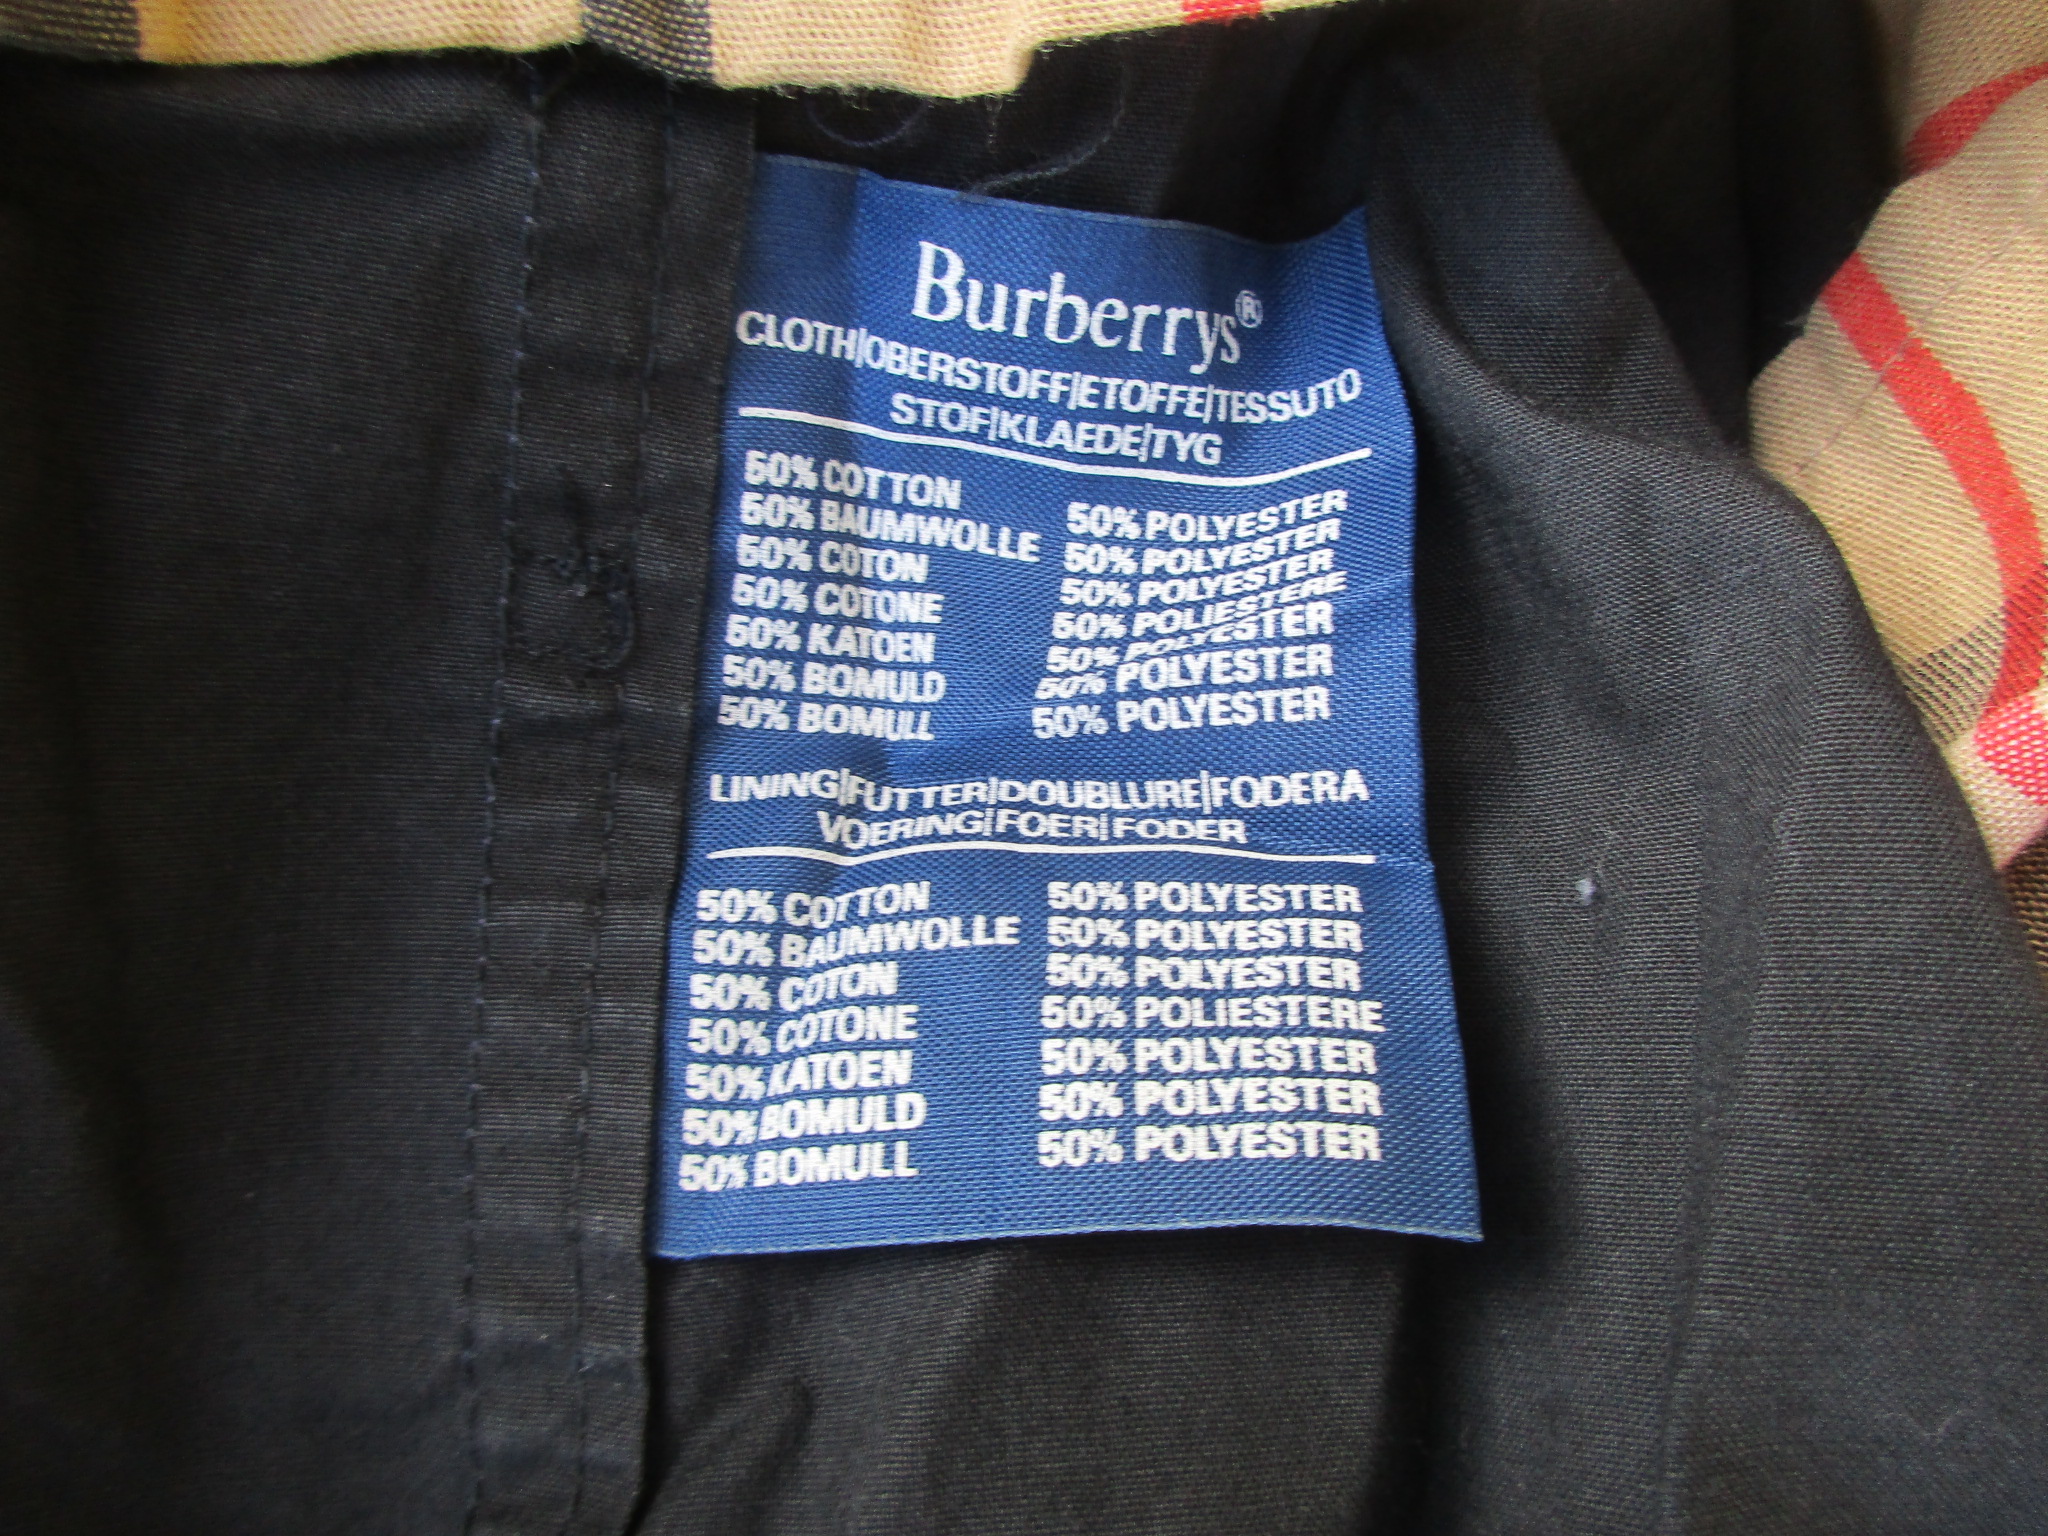 Burberrys®
CLOTH|OBERSTOFF|ETOFFE|TESSUTO
STOF|KLAEDE|TYG
50% COTTON 50% POLYESTER
50% BAUMWOLLE 50% POLYESTER
50% COTON 50% POLYESTER
50% COTONE 50% POLIESTERE
50% KATOEN 50% POLYESTER
50% BOMULD 50% POLYESTER
50% BOMULL 50% POLYESTER
LINING|FUTTER|DOUBLURE|FODERA
VOERING|FOER|FODER
50% COTTON 50% POLYESTER
50% BAUMWOLLE 50% POLYESTER
50% COTON 50% POLYESTER
50% COTONE 50% POLIESTERE
50% KATOEN 50% POLYESTER
50% BOMULD 50% POLYESTER
50% BOMULL 50% POLYESTER